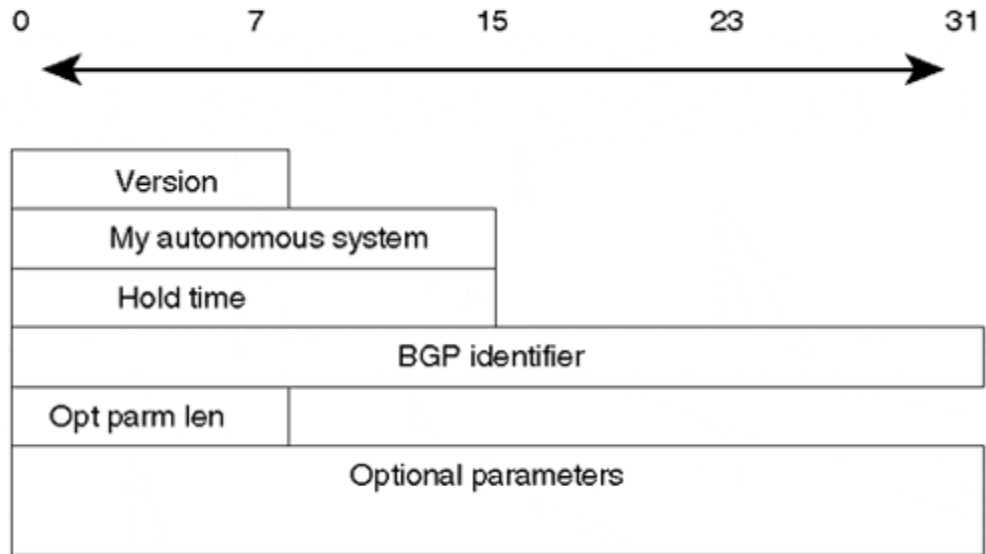 0 7 15 23 31
Version
My autonomous system
Hold time
BGP identifier
Opt parm len
Optional parameters